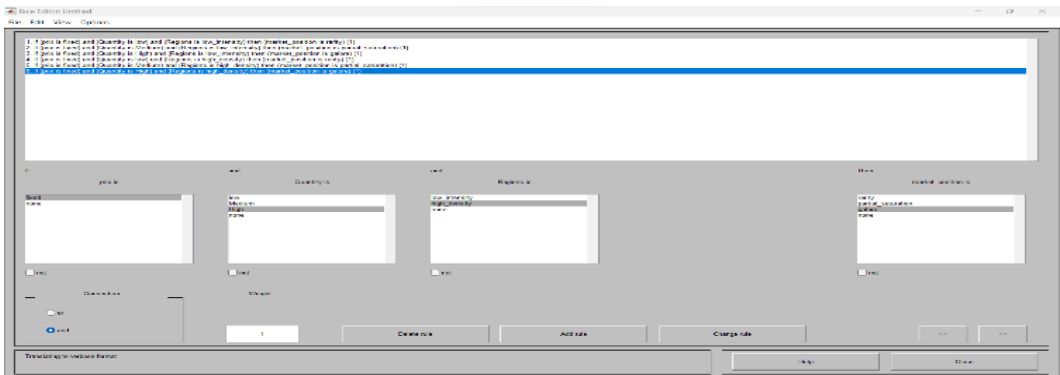 Rule Editor: Untitled
File Edit View Options
1. If (prix is fixed) and (Quantity is low) and (Regions is low_intensity) then (market_position is rarity) (1)
2. If (prix is fixed) and (Quantity is Medium) and (Regions is low_intensity) then (market_position is partial_saturation) (1)
3. If (prix is fixed) and (Quantity is High) and (Regions is low_intensity) then (market_position is galore) (1)
4. If (prix is fixed) and (Quantity is low) and (Regions is high_density) then (market_position is rarity) (1)
5. If (prix is fixed) and (Quantity is Medium) and (Regions is high_density) then (market_position is partial_saturation) (1)
6. If (prix is fixed) and (Quantity is High) and (Regions is high_density) then (market_position is galore) (1)
If and and Then
prix is Quantity is Regions is market_position is
fixed
none
low
Medium
High
none
low_intensity
high_density
none
rarity
partial_saturation
galore
none
not not not not
Connection Weight:
or
and 1 Delete rule Add rule Change rule << >>
Translating to verbose format Help Close